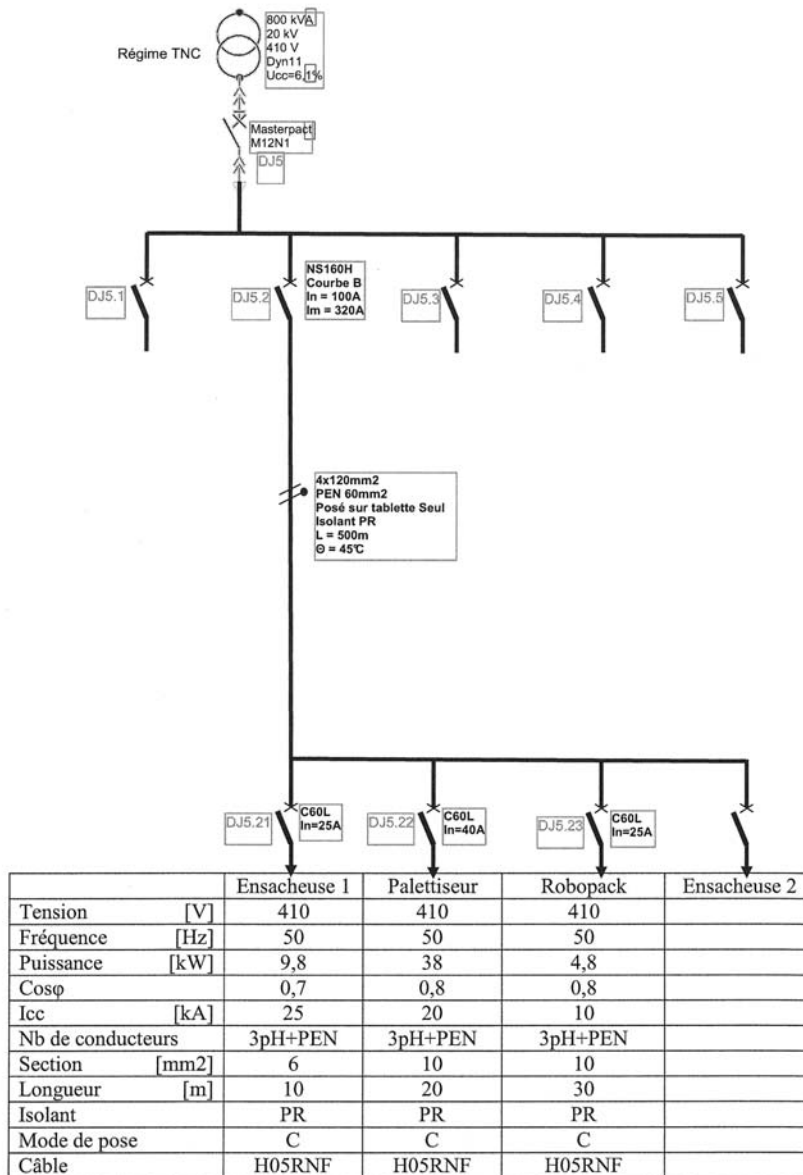 Régime TNC
800 kVA
20 kV
410 V
Dyn11
Ucc=6,1%
Masterpact
M12N1
DJ5
DJ5.1
DJ5.2
NS160H
Courbe B
In = 100A
Im = 320A
DJ5.3
DJ5.4
DJ5.5
4x120mm2
PEN 60mm2
Posé sur tablette Seul
Isolant PR
L = 500m
Θ = 45°C
DJ5.21
C60L
In=25A
DJ5.22
C60L
In=40A
DJ5.23
C60L
In=25A
Ensacheuse 1 Palettiseur Robopack Ensacheuse 2
Tension [V] 410 410 410
Fréquence [Hz] 50 50 50
Puissance [kW] 9,8 38 4,8
Cosφ 0,7 0,8 0,8
Icc [kA] 25 20 10
Nb de conducteurs 3pH+PEN 3pH+PEN 3pH+PEN
Section [mm2] 6 10 10
Longueur [m] 10 20 30
Isolant PR PR PR
Mode de pose C C C
Câble H05RNF H05RNF H05RNF